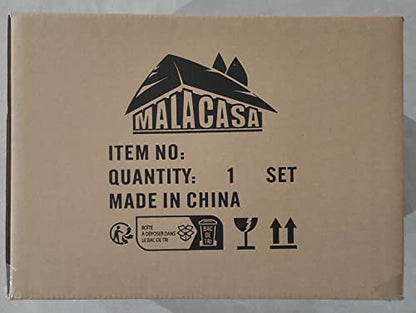 MALACASA
ITEM NO:
QUANTITY: 1 SET
MADE IN CHINA
BOÎTE
À DÉPOSER DANS
LE BAC DE TRI
BAC
DE
TRI